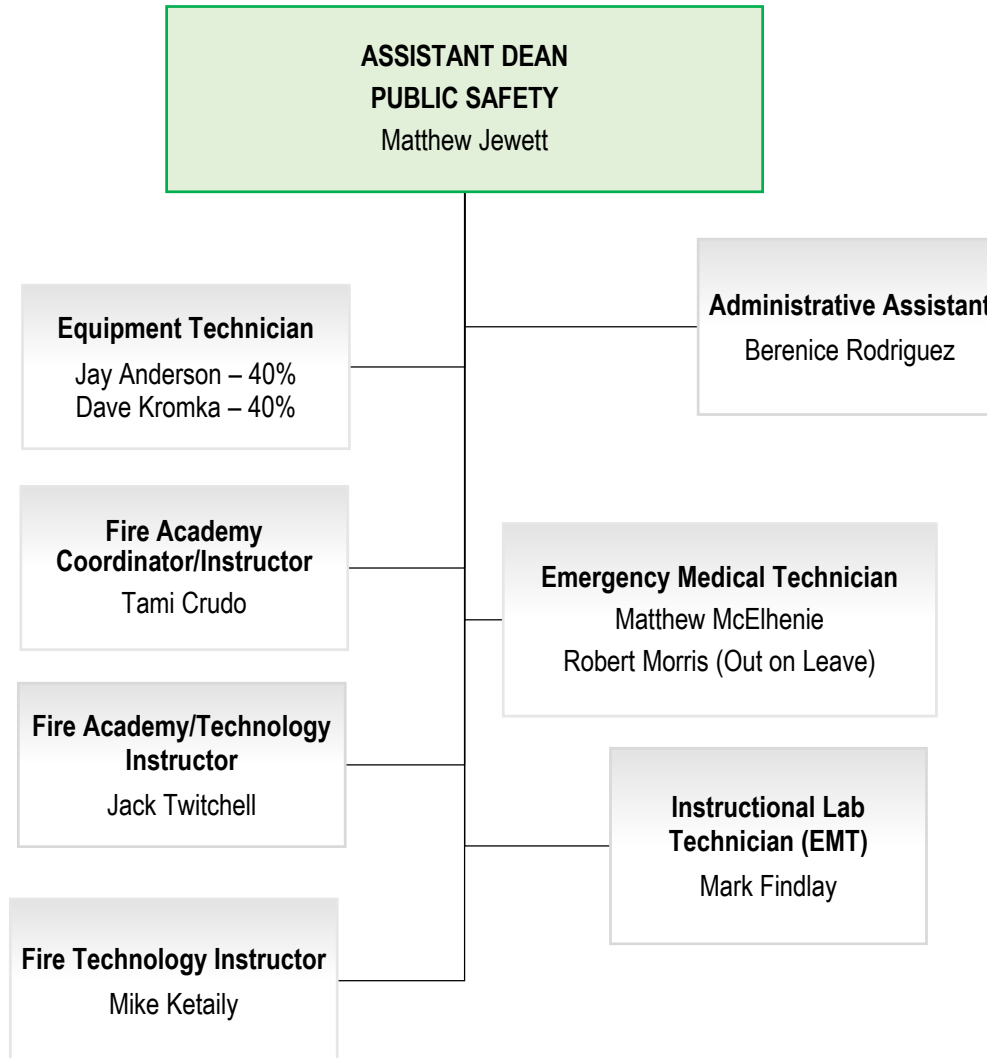 ASSISTANT DEAN
PUBLIC SAFETY
Matthew Jewett
Administrative Assistant
Berenice Rodriguez
Equipment Technician
Jay Anderson – 40%
Dave Kromka – 40%
Fire Academy
Coordinator/Instructor
Tami Crudo
Emergency Medical Technician
Matthew McElhenie
Robert Morris (Out on Leave)
Fire Academy/Technology
Instructor
Jack Twitchell
Instructional Lab
Technician (EMT)
Mark Findlay
Fire Technology Instructor
Mike Ketaily